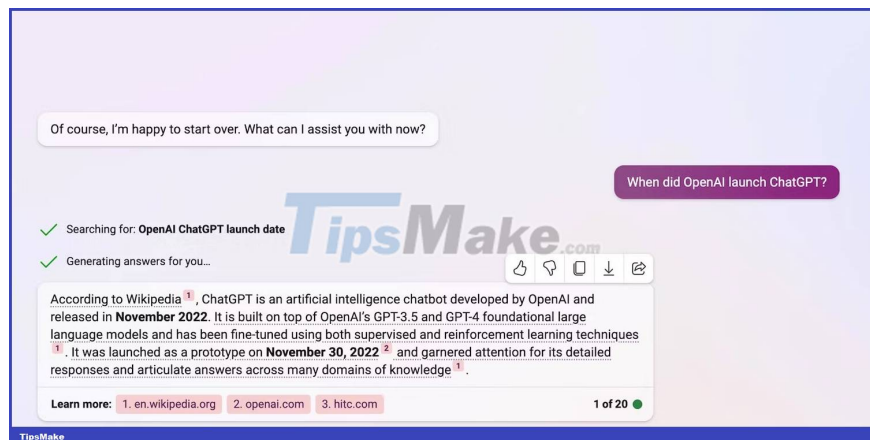 Of course, I'm happy to start over. What can I assist you with now?
When did OpenAI launch ChatGPT?
TipsMake.com
Searching for: OpenAI ChatGPT launch date
Generating answers for you...
According to Wikipedia 1 , ChatGPT is an artificial intelligence chatbot developed by OpenAI and
released in November 2022. It is built on top of OpenAI's GPT-3.5 and GPT-4 foundational large
language models and has been fine-tuned using both supervised and reinforcement learning techniques
1 . It was launched as a prototype on November 30, 2022 2 and garnered attention for its detailed
responses and articulate answers across many domains of knowledge 1 .
Learn more: 1. en.wikipedia.org 2. openai.com 3. hitc.com 1 of 20
TipsMake